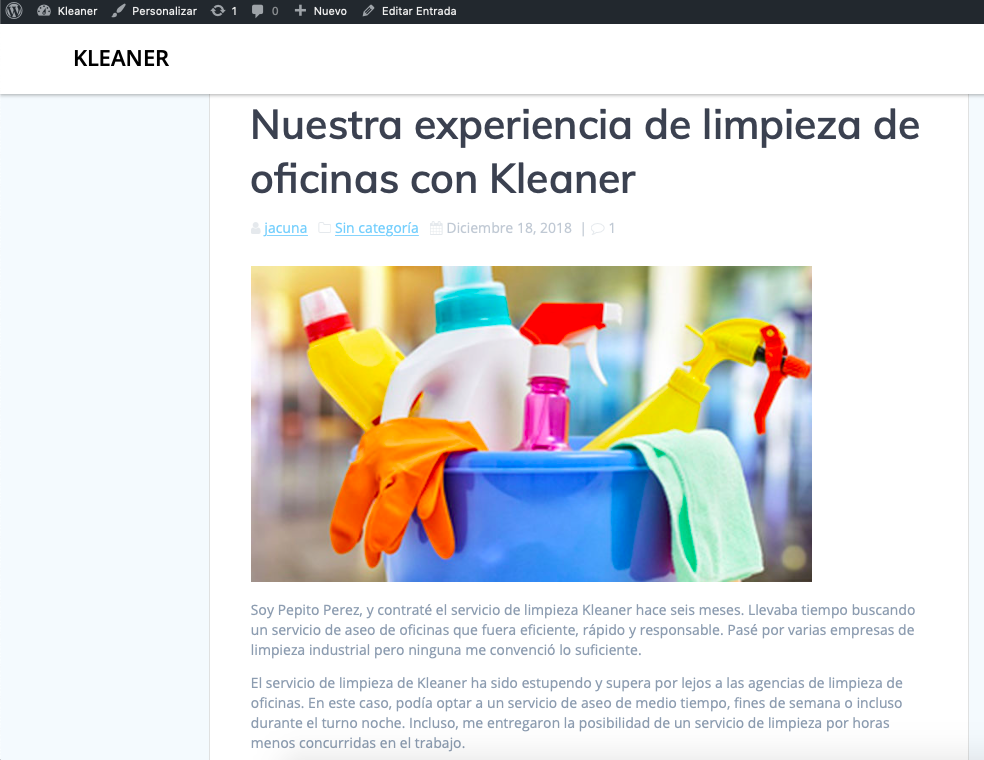 Kleaner Personalizar 1 0 Nuevo Editar Entrada
KLEANER
Nuestra experiencia de limpieza de
oficinas con Kleaner
jacuna Sin categoría Diciembre 18, 2018 | 1
Soy Pepito Perez, y contraté el servicio de limpieza Kleaner hace seis meses. Llevaba tiempo buscando
un servicio de aseo de oficinas que fuera eficiente, rápido y responsable. Pasé por varias empresas de
limpieza industrial pero ninguna me convenció lo suficiente.
El servicio de limpieza de Kleaner ha sido estupendo y supera por lejos a las agencias de limpieza de
oficinas. En este caso, podía optar a un servicio de aseo de medio tiempo, fines de semana o incluso
durante el turno noche. Incluso, me entregaron la posibilidad de un servicio de limpieza por horas
menos concurridas en el trabajo.